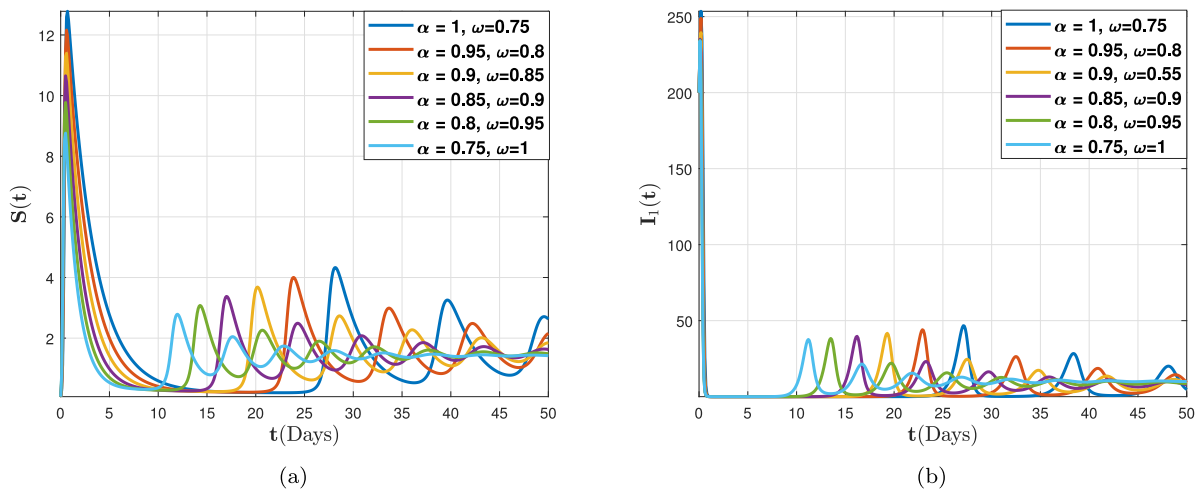 α = 1, ω=0.75
α = 0.95, ω=0.8
α = 0.9, ω=0.85
α = 0.85, ω=0.9
α = 0.8, ω=0.95
α = 0.75, ω=1
12
10
8
6
4
2
S(t)
0 5 10 15 20 25 30 35 40 45 50
t(Days)
(a)
α = 1, ω=0.75
α = 0.95, ω=0.8
α = 0.9, ω=0.55
α = 0.85, ω=0.9
α = 0.8, ω=0.95
α = 0.75, ω=1
250
200
150
100
50
I₁(t)
0 5 10 15 20 25 30 35 40 45 50
t(Days)
(b)